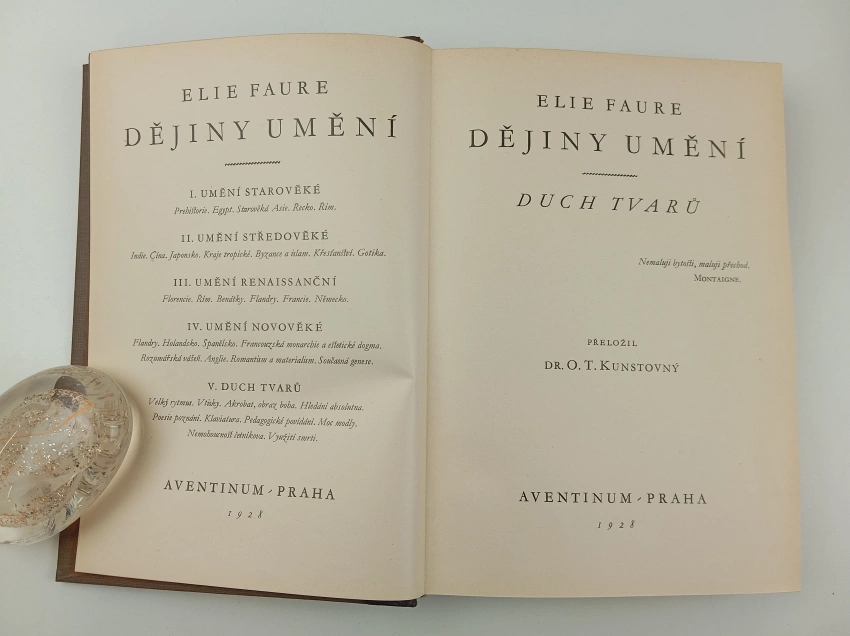 ELIE FAURE
DĚJINY UMĚNÍ
I. UMĚNÍ STAROVĚKÉ
Prehistorie. Egypt. Starověká Asie. Řecko. Řím.
II. UMĚNÍ STŘEDOVĚKÉ
Indie. Čína. Japonsko. Kraje tropické. Byzance a islam. Křesťanství. Gotika.
III. UMĚNÍ RENAISSANČNÍ
Florencie. Řím. Benátky. Flandry. Francie. Německo.
IV. UMĚNÍ NOVOVĚKÉ
Flandry. Holandsko. Španělsko. Francouzská monarchie a esthetické dogma.
Rozumářská vášeň. Anglie. Romantism a materialism. Současná genese.
V. DUCH TVARŮ
Velký rytmus. Vtisky. Akrobat, obraz boha. Hledání absolutna.
Poesie poznání. Klaviatura. Pedagogické povídání. Moc modly.
Nemohoucnost letníkova. Využití smrti.
AVENTINUM-PRAHA
1928
ELIE FAURE
DĚJINY UMĚNÍ
DUCH TVARŮ
Nemaluji bytosti, maluji přechod.
MONTAIGNE.
PŘELOŽIL
DR. O. T. KUNSTOVNÝ
AVENTINUM-PRAHA
1928